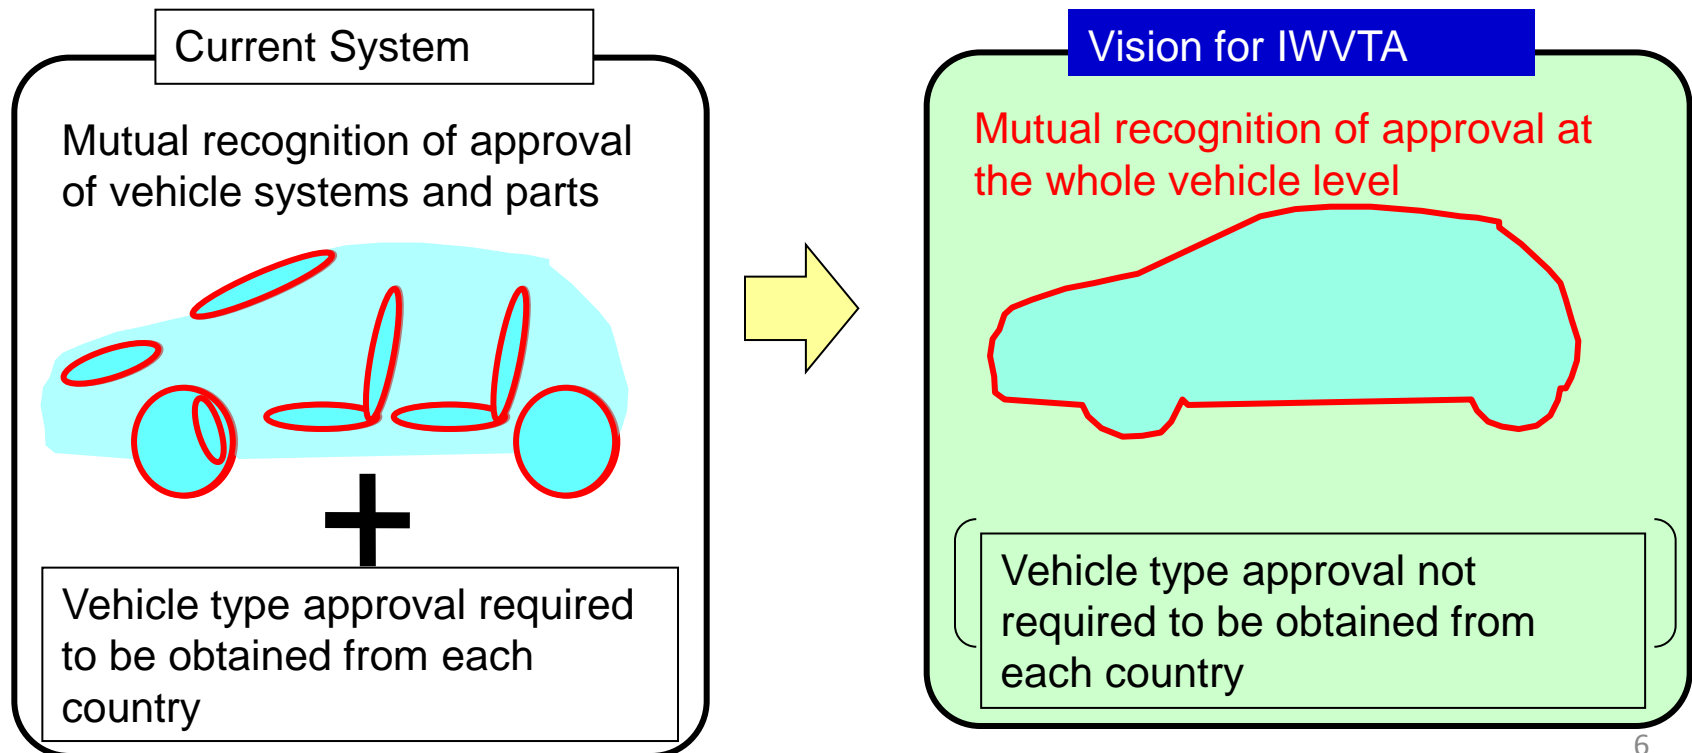 Current System
Mutual recognition of approval
of vehicle systems and parts
Vehicle type approval required
to be obtained from each
country
Vision for IWVTA
Mutual recognition of approval at
the whole vehicle level
Vehicle type approval not
required to be obtained from
each country
6